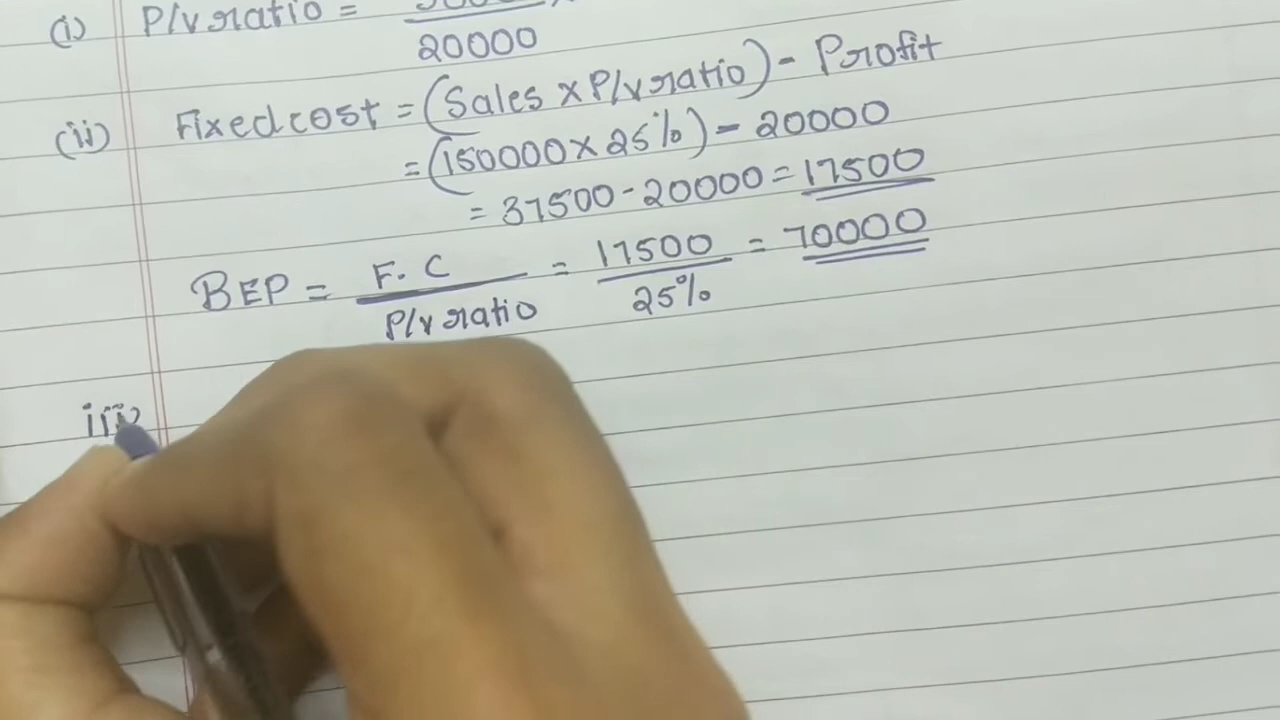 (i) P/v ratio =
20000
(ii) Fixed cost = (Sales × P/v ratio) - Profit
= (150000 × 25%) - 20000
= 37500 - 20000 = 17500
BEP = F. C / P/v ratio = 17500 / 25% = 70000
iii)